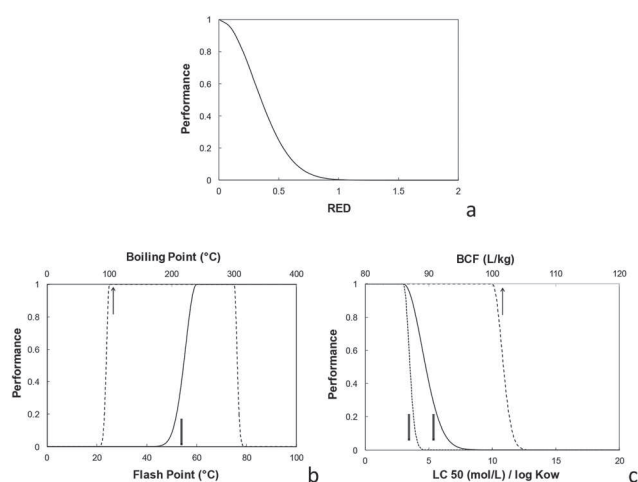 1
0.8
0.6
0.4
0.2
0
Performance
0 0.5 1 1.5 2
RED
a
Boiling Point (°C)
0 100 200 300 400
1
0.8
0.6
0.4
0.2
0
Performance
0 20 40 60 80 100
Flash Point (°C)
b
BCF (L/kg)
80 90 100 110 120
1
0.8
0.6
0.4
0.2
0
Performance
0 5 10 15 20
LC 50 (mol/L) / log Kow
c